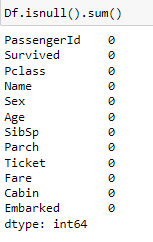 Df.isnull().sum()
PassengerId 0
Survived 0
Pclass 0
Name 0
Sex 0
Age 0
SibSp 0
Parch 0
Ticket 0
Fare 0
Cabin 0
Embarked 0
dtype: int64